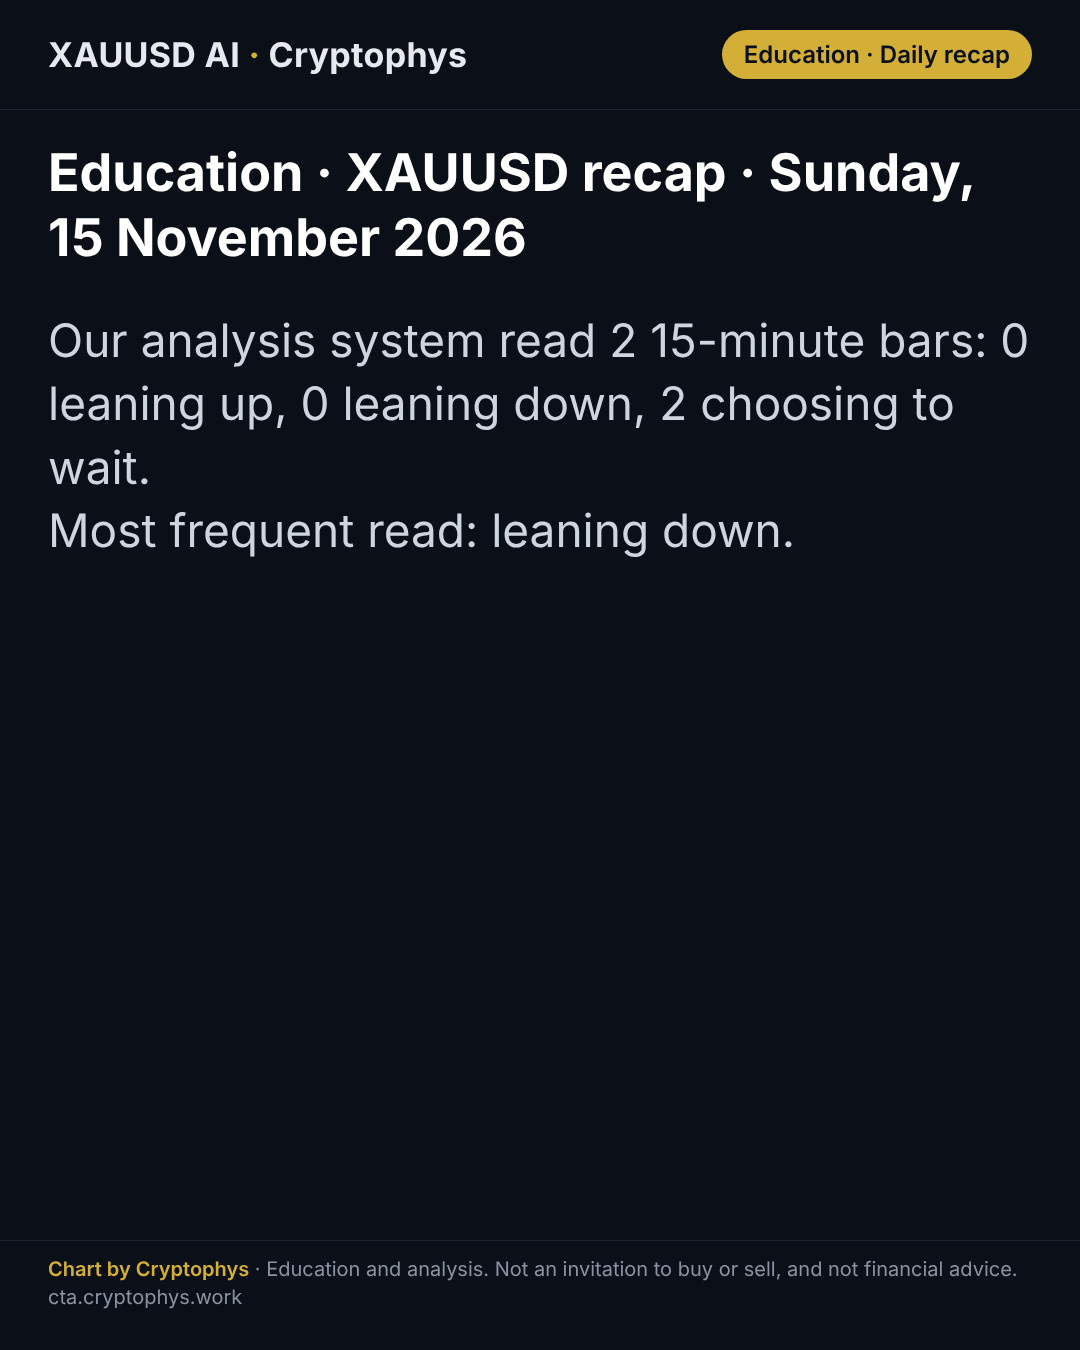 XAUUSD AI · Cryptophys
Education · Daily recap
Education · XAUUSD recap · Sunday,
15 November 2026
Our analysis system read 2 15-minute bars: 0
leaning up, 0 leaning down, 2 choosing to
wait.
Most frequent read: leaning down.
Chart by Cryptophys · Education and analysis. Not an invitation to buy or sell, and not financial advice.
cta.cryptophys.work